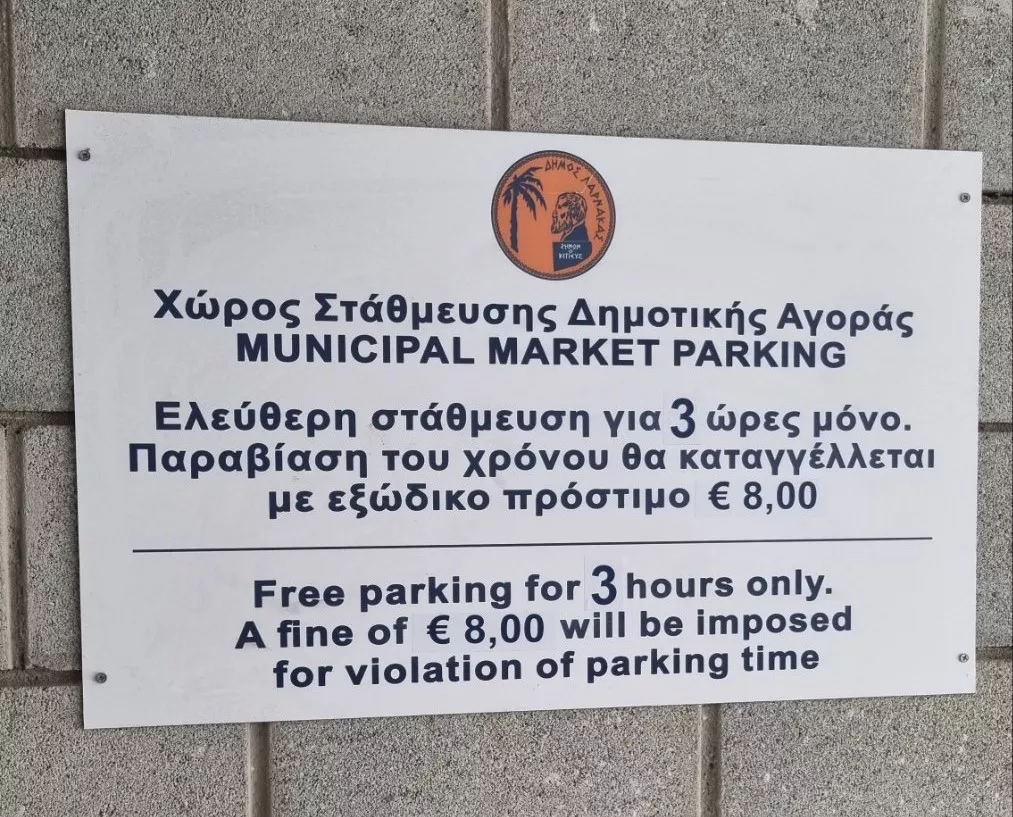 ΔΗΜΟΣ ΛΑΡΝΑΚΑΣ
ΖΗΝΩΝ
Ο
ΚΙΤΙΕΥΣ
Χώρος Στάθμευσης Δημοτικής Αγοράς
MUNICIPAL MARKET PARKING
Ελεύθερη στάθμευση για 3 ώρες μόνο.
Παραβίαση του χρόνου θα καταγγέλλεται
με εξώδικο πρόστιμο € 8,00
Free parking for 3 hours only.
A fine of € 8,00 will be imposed
for violation of parking time